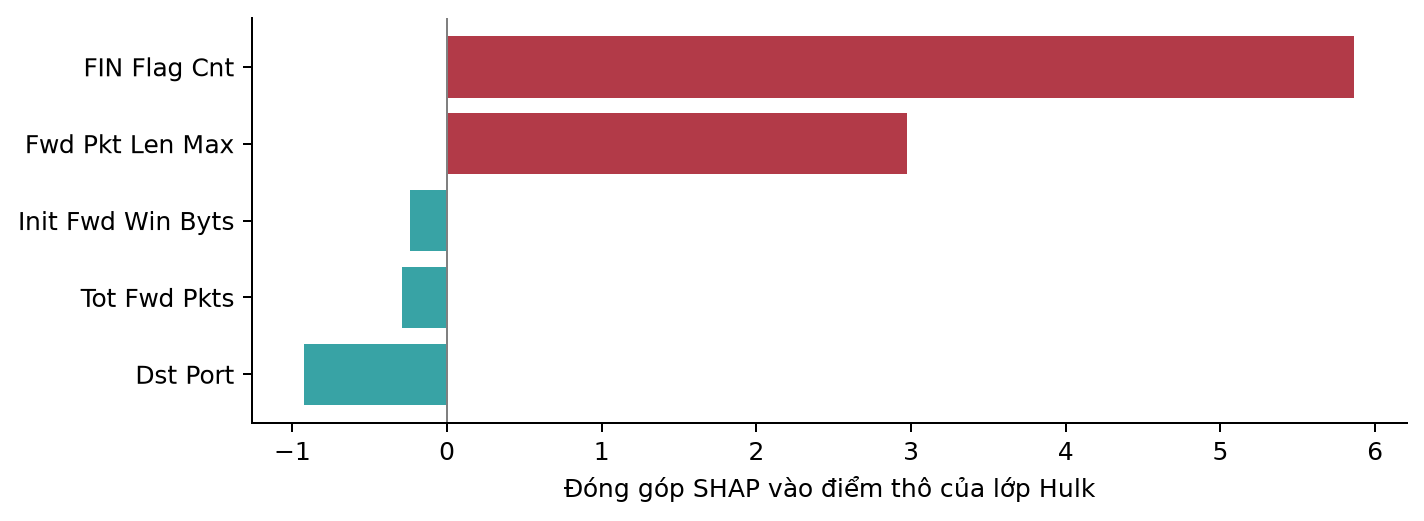 FIN Flag Cnt
Fwd Pkt Len Max
Init Fwd Win Byts
Tot Fwd Pkts
Dst Port
−1 0 1 2 3 4 5 6
Đóng góp SHAP vào điểm thô của lớp Hulk